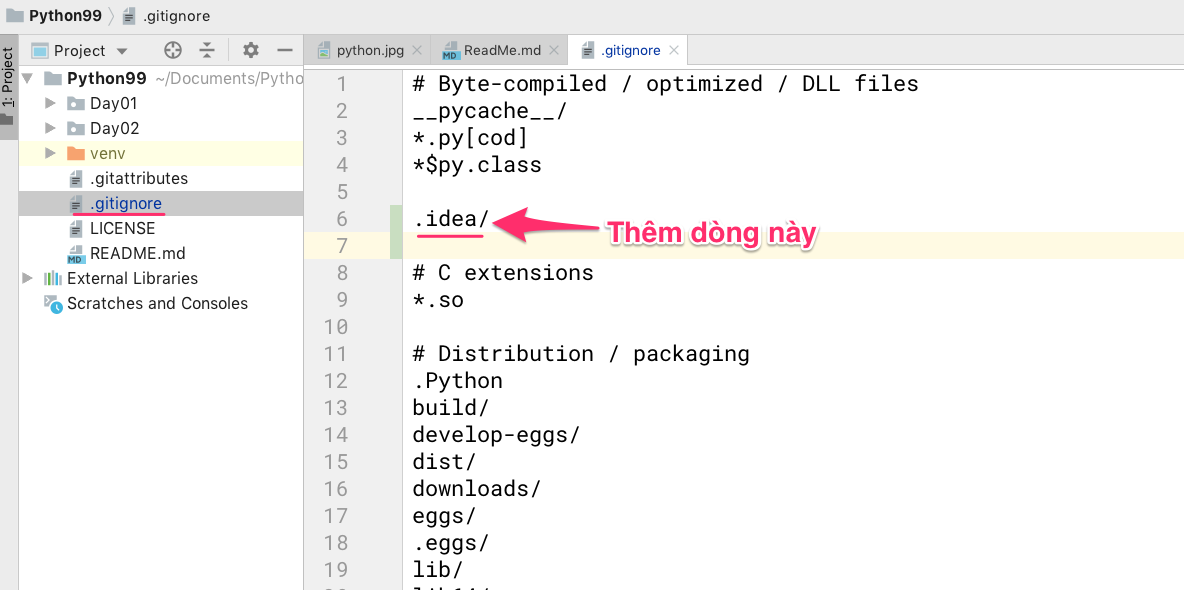 Python99 .gitignore
1: Project
Project
python.jpg
ReadMe.md
.gitignore
Python99 ~/Documents/Pytho
Day01
Day02
venv
.gitattributes
.gitignore
LICENSE
README.md
External Libraries
Scratches and Consoles
1 # Byte-compiled / optimized / DLL files
2 __pycache__/
3 *.py[cod]
4 *$py.class
5
6 .idea/
Thêm dòng này
7
8 # C extensions
9 *.so
10
11 # Distribution / packaging
12 .Python
13 build/
14 develop-eggs/
15 dist/
16 downloads/
17 eggs/
18 .eggs/
19 lib/